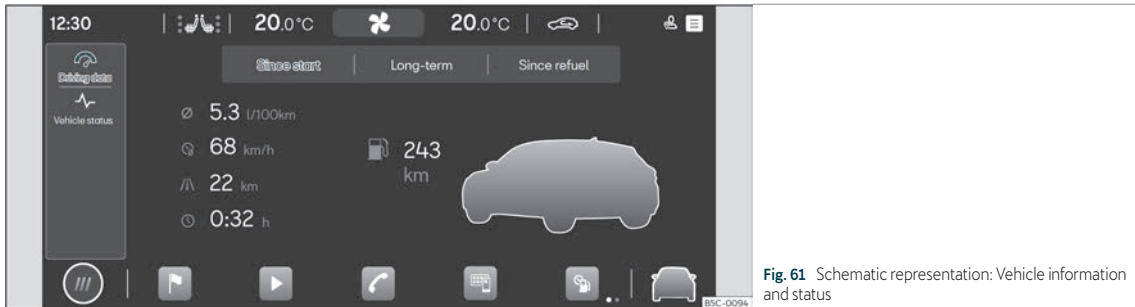 12:30 20.0°C 20.0°C
Driving data
Vehicle status
Since start Long-term Since refuel
Ø 5.3 l/100km
68 km/h
22 km
0:32 h
243
km
B5C-0094
Fig. 61 Schematic representation: Vehicle information
and status